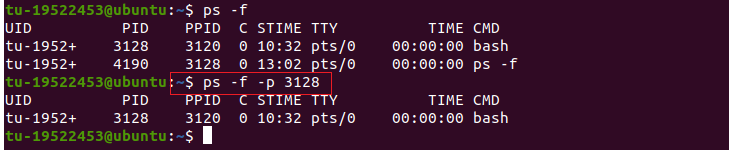 tu-19522453@ubuntu:~$ ps -f
UID          PID    PPID  C STIME TTY          TIME CMD
tu-1952+    3128    3120  0 10:32 pts/0    00:00:00 bash
tu-1952+    4190    3128  0 13:02 pts/0    00:00:00 ps -f
tu-19522453@ubuntu:~$ ps -f -p 3128
UID          PID    PPID  C STIME TTY          TIME CMD
tu-1952+    3128    3120  0 10:32 pts/0    00:00:00 bash
tu-19522453@ubuntu:~$